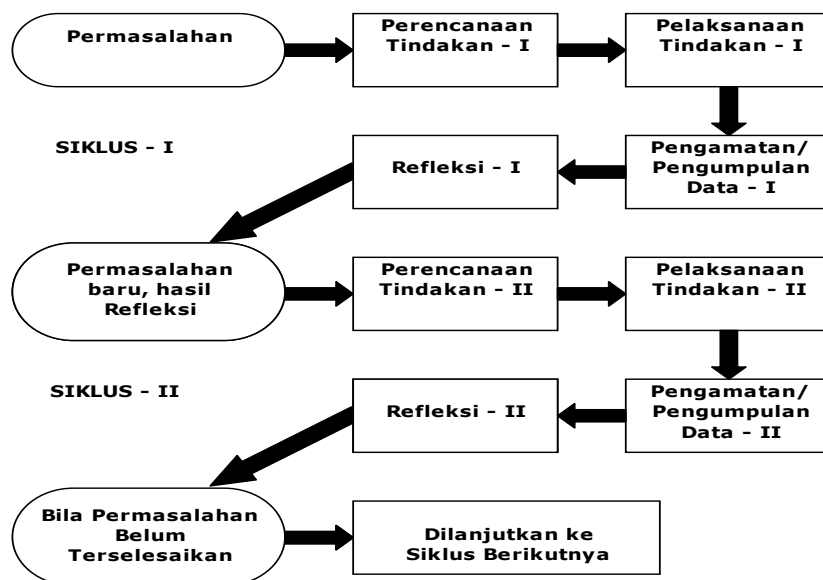 Permasalahan
Perencanaan
Tindakan - I
Pelaksanaan
Tindakan - I
SIKLUS - I
Refleksi - I
Pengamatan/
Pengumpulan
Data - I
Permasalahan
baru, hasil
Refleksi
Perencanaan
Tindakan - II
Pelaksanaan
Tindakan - II
SIKLUS - II
Refleksi - II
Pengamatan/
Pengumpulan
Data - II
Bila Permasalahan
Belum
Terselesaikan
Dilanjutkan ke
Siklus Berikutnya